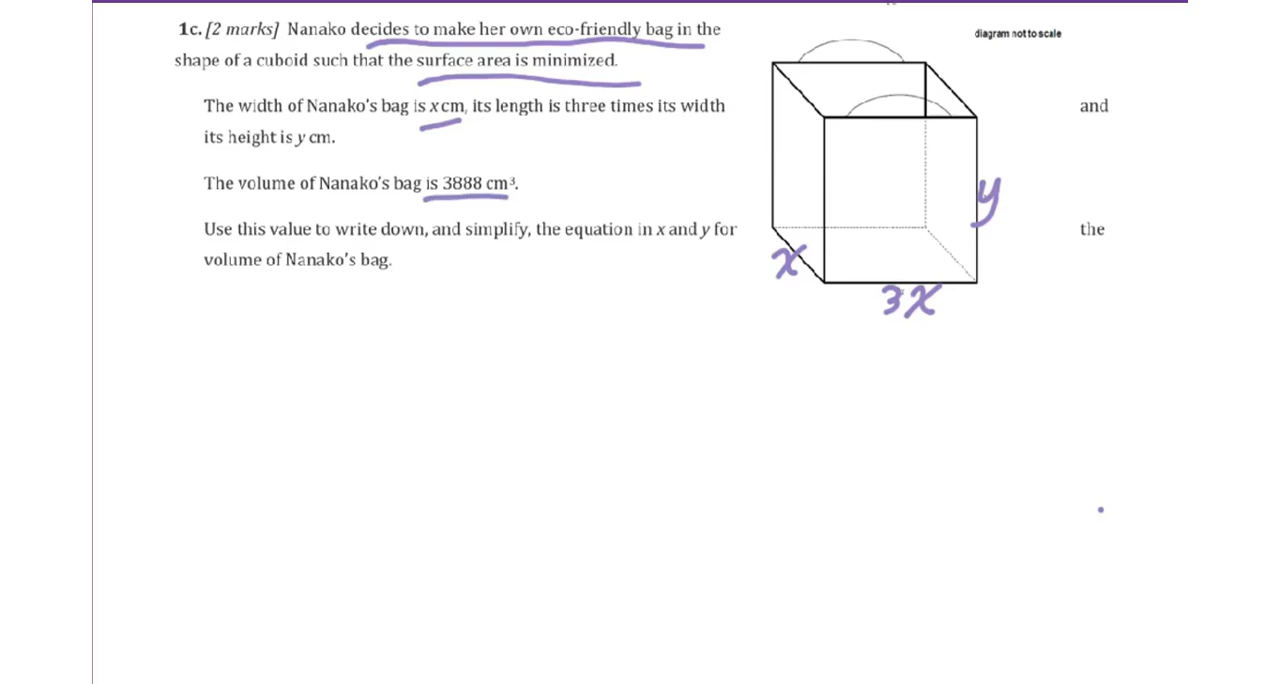 1c. [2 marks] Nanako decides to make her own eco-friendly bag in the
shape of a cuboid such that the surface area is minimized.
diagram not to scale
The width of Nanako's bag is x cm, its length is three times its width and
its height is y cm.
The volume of Nanako's bag is 3888 cm³.
y
Use this value to write down, and simplify, the equation in x and y for the
volume of Nanako's bag.
x
3x